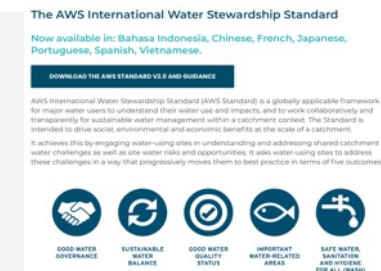 The AWS International Water Stewardship Standard
Now available in: Bahasa Indonesia, Chinese, French, Japanese,
Portuguese, Spanish, Vietnamese.
DOWNLOAD THE AWS STANDARD V2.0 AND GUIDANCE
AWS International Water Stewardship Standard (AWS Standard) is a globally applicable framework
for major water users to understand their water use and impacts, and to work collaboratively and
transparently for sustainable water management within a catchment context. The Standard is
intended to drive social, environmental and economic benefits at the scale of a catchment.
It achieves this by engaging water-using sites in understanding and addressing shared catchment
water challenges as well as site water risks and opportunities. It asks water-using sites to address
these challenges in a way that progressively moves them to best practice in terms of five outcomes
GOOD WATER SUSTAINABLE GOOD WATER IMPORTANT SAFE WATER,
GOVERNANCE WATER QUALITY WATER-RELATED SANITATION
BALANCE STATUS AREAS AND HYGIENE
FOR ALL (WASH)